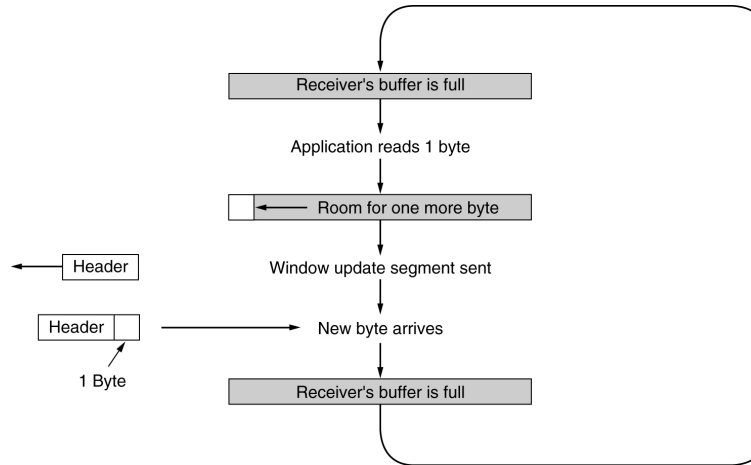 Receiver's buffer is full
Application reads 1 byte
Room for one more byte
Header
Window update segment sent
Header
New byte arrives
1 Byte
Receiver's buffer is full